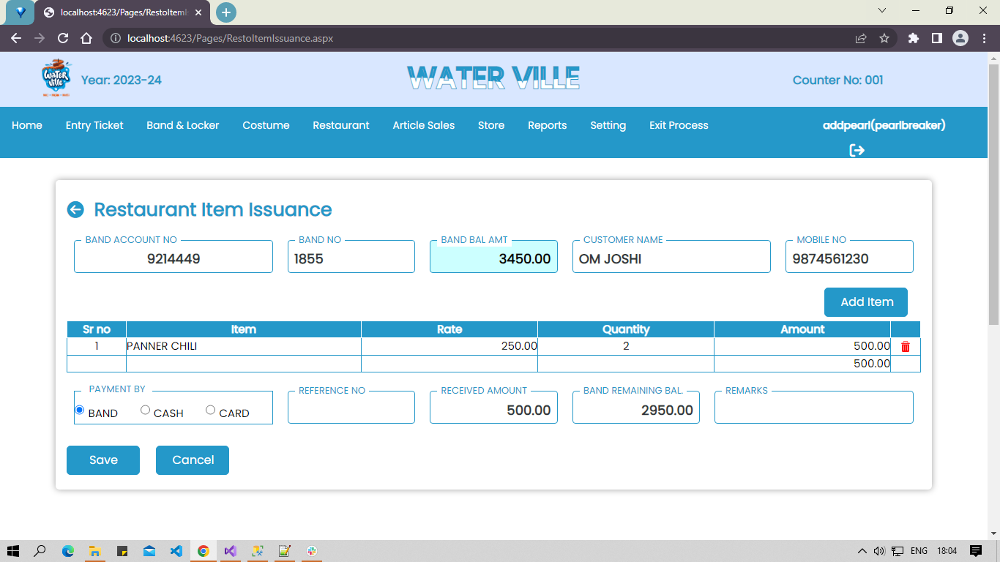 localhost:4623/Pages/RestoItemIs
localhost:4623/Pages/RestoItemIssuance.aspx
WATER VILLE
Year: 2023-24
WATER VILLE
Counter No: 001
Home Entry Ticket Band & Locker Costume Restaurant Article Sales Store Reports Setting Exit Process addpearl(pearlbreaker)
Restaurant Item Issuance
BAND ACCOUNT NO BAND NO BAND BAL AMT CUSTOMER NAME MOBILE NO
9214449 1855 3450.00 OM JOSHI 9874561230
Add Item
Sr no Item Rate Quantity Amount
1 PANNER CHILI 250.00 2 500.00
500.00
PAYMENT BY REFERENCE NO RECEIVED AMOUNT BAND REMAINING BAL. REMARKS
BAND CASH CARD 500.00 2950.00
Save Cancel
ENG 18:04